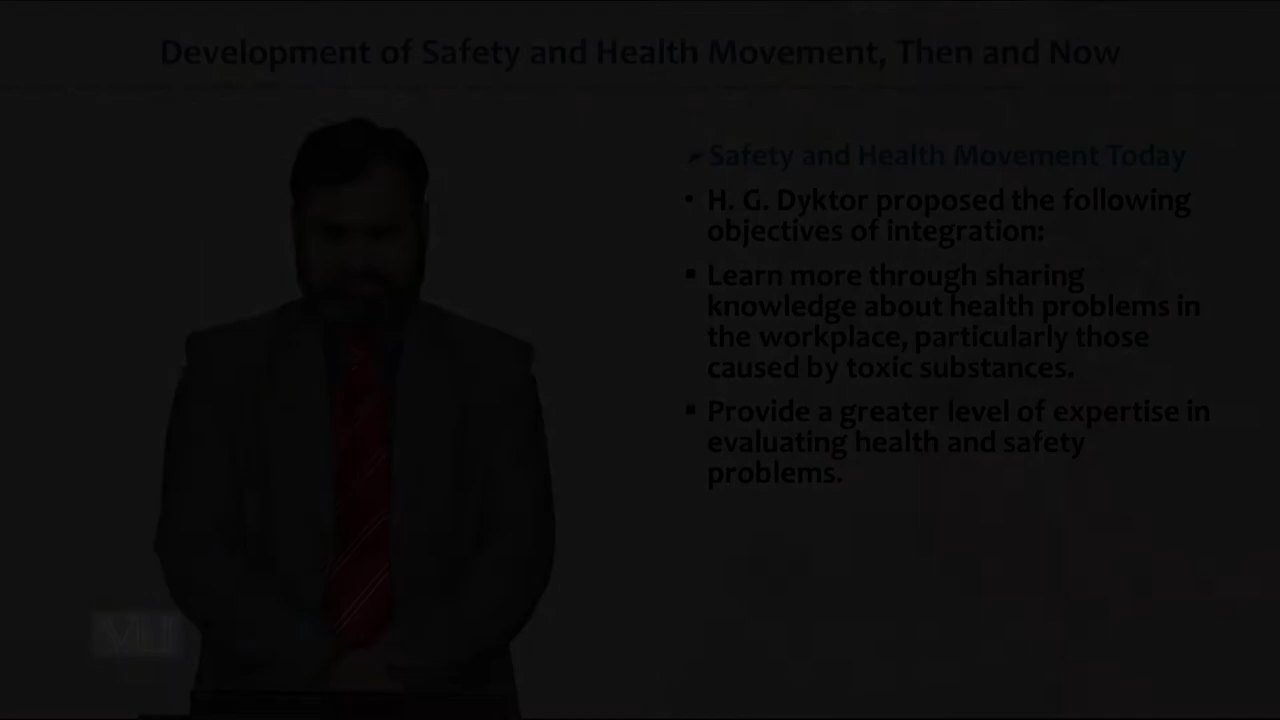 Development of Safety and Health Movement, Then and Now
Safety and Health Movement Today
• H. G. Dyktor proposed the following
objectives of integration:
▪ Learn more through sharing
knowledge about health problems in
the workplace, particularly those
caused by toxic substances.
▪ Provide a greater level of expertise in
evaluating health and safety
problems.